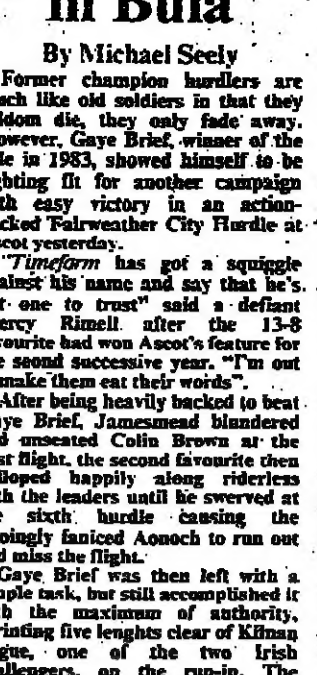 in Bula
By Michael Seely
Former champion hurdlers are
ch like old soldiers in that they
dom die, they only fade away.
owever, Gaye Brief, winner of the
le in 1983, showed himself to be
ghting fit for another campaign
th easy victory in an action-
cked Fairweather City Hurdle at
scot yesterday.
"Timeform has got a squiggle
ainst his name and say that he's
one to trust" said a defiant
ercy Rimell after the 13-8
vourite had won Ascot's feature for
e seond successive year. "I'm out
make them eat their words".
After being heavily backed to beat
ye Brief, Jamesmead blundered
d unseated Colin Brown at the
st flight, the second favourite then
lloped happily along riderless
th the leaders until he swerved at
e sixth hurdle causing the
oingly faniced Aonoch to run out
d miss the flight.
Gaye Brief was then left with a
ple task, but still accomplished it
th the maximum of authority,
rinting five lenghts clear of Kilnan
gue, one of the two Irish
allengers, on the run-in. The